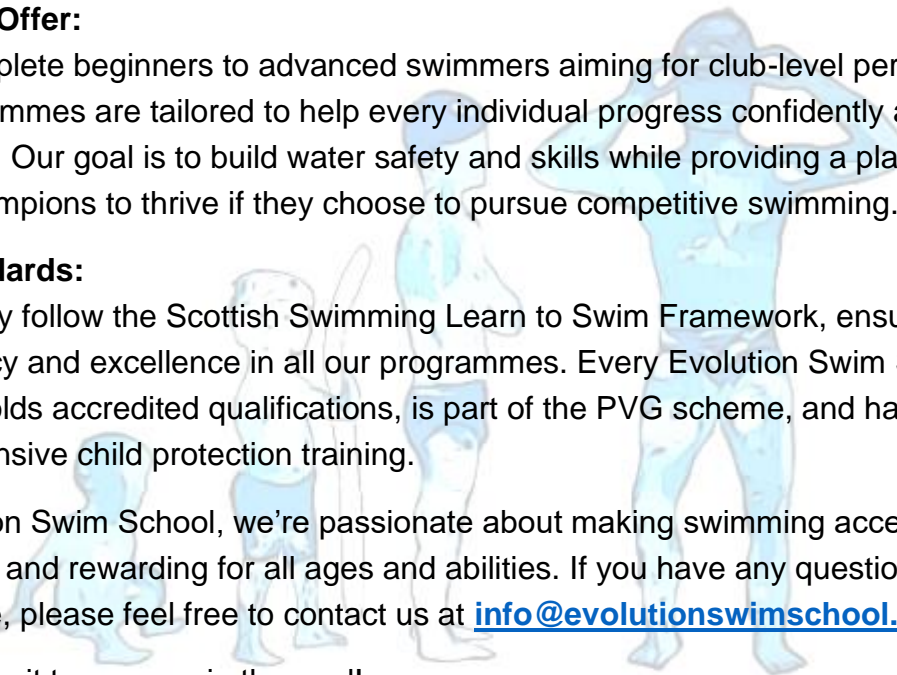 Offer:
plete beginners to advanced swimmers aiming for club-level per
mmes are tailored to help every individual progress confidently a
Our goal is to build water safety and skills while providing a pla
mpions to thrive if they choose to pursue competitive swimming.
dards:
y follow the Scottish Swimming Learn to Swim Framework, ensu
cy and excellence in all our programmes. Every Evolution Swim
olds accredited qualifications, is part of the PVG scheme, and ha
nsive child protection training.
on Swim School, we're passionate about making swimming acce
and rewarding for all ages and abilities. If you have any questio
e, please feel free to contact us at info@evolutionswimschool.